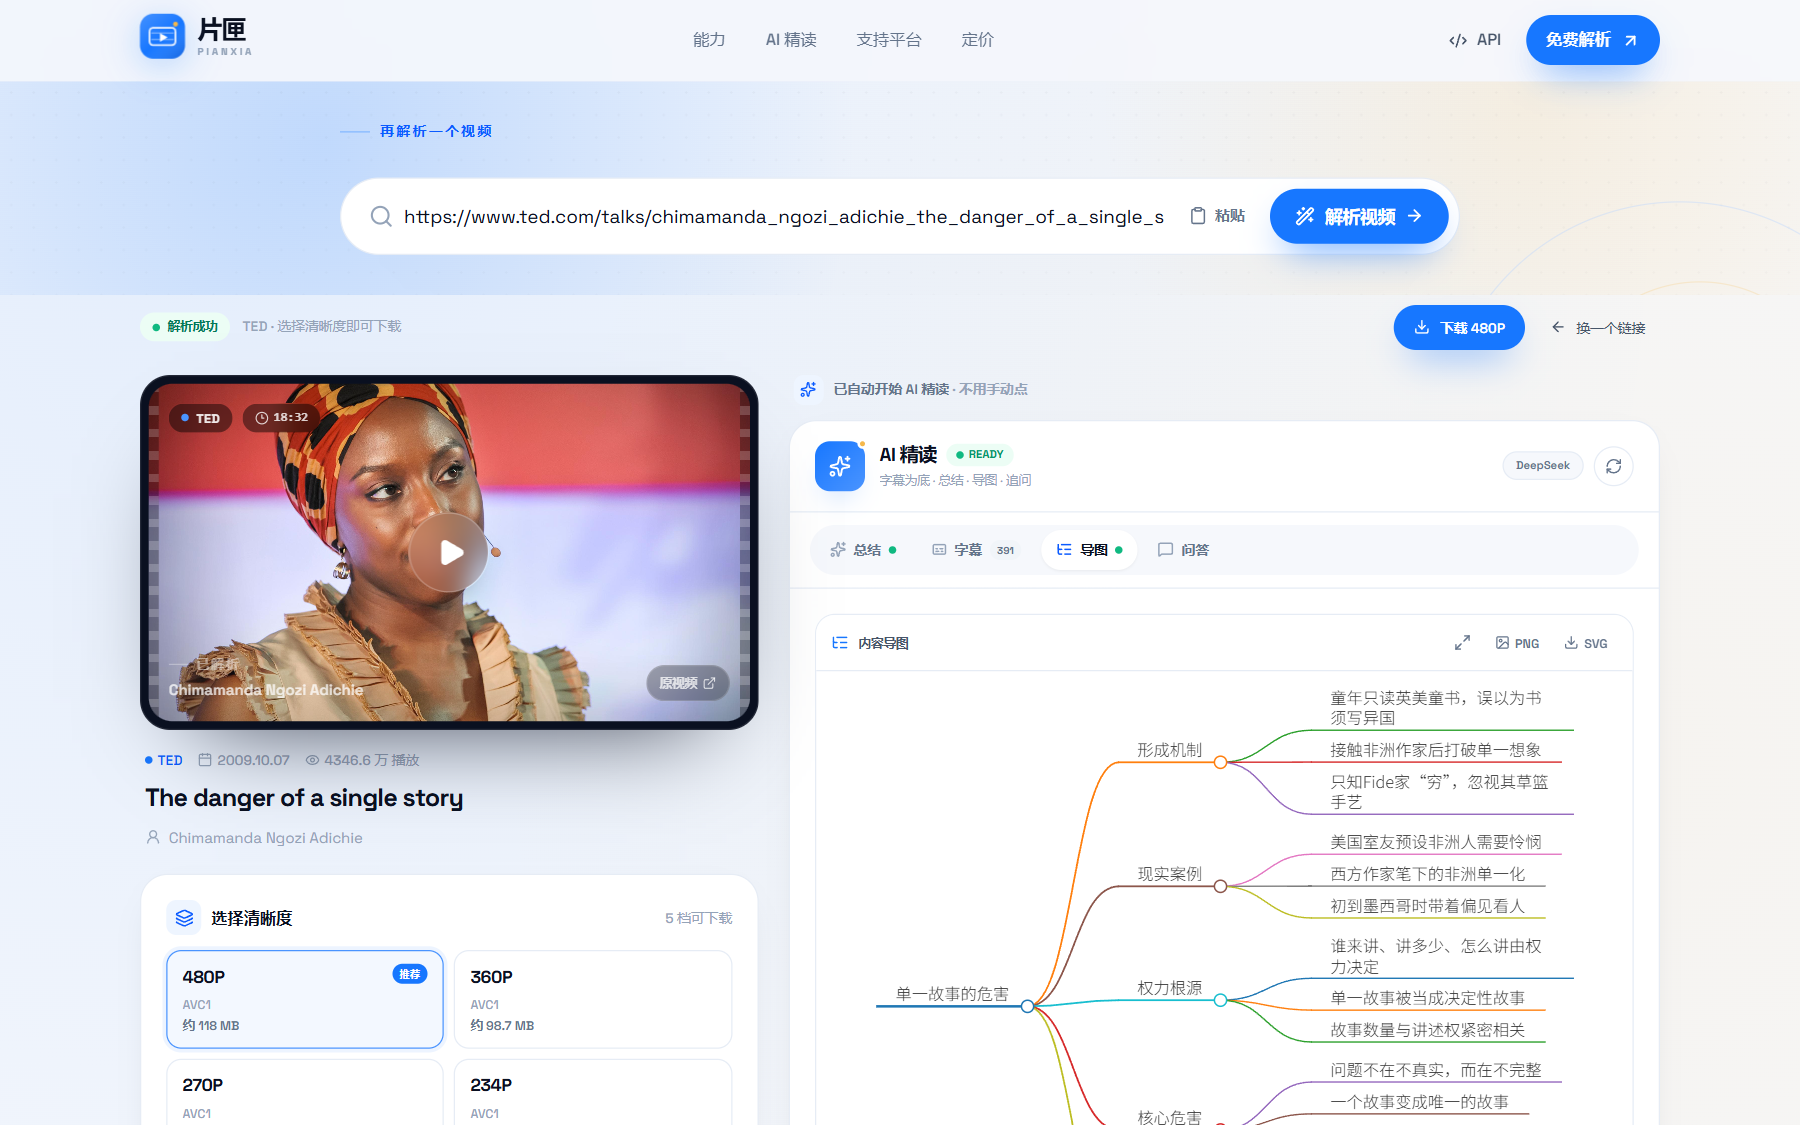 片匣
PIANXIA
能力
AI 精读
支持平台
定价
API
免费解析
再解析一个视频
https://www.ted.com/talks/chimamanda_ngozi_adichie_the_danger_of_a_single_s
粘贴
解析视频
解析成功
TED · 选择清晰度即可下载
下载 480P
换一个链接
TED
18:32
已解析
Chimamanda Ngozi Adichie
原视频
TED
2009.10.07
4346.6 万 播放
The danger of a single story
Chimamanda Ngozi Adichie
选择清晰度
5 档可下载
480P
推荐
AVC1
约 118 MB
360P
AVC1
约 98.7 MB
270P
AVC1
234P
AVC1
已自动开始 AI 精读 · 不用手动点
AI 精读
READY
字幕为底 · 总结 · 导图 · 追问
DeepSeek
总结
字幕
391
导图
问答
内容导图
PNG
SVG
单一故事的危害
形成机制
童年只读英美童书，误以为书
须写异国
接触非洲作家后打破单一想象
只知Fide家“穷”，忽视其草篮
手艺
现实案例
美国室友预设非洲人需要怜悯
西方作家笔下的非洲单一化
初到墨西哥时带着偏见看人
权力根源
谁来讲、讲多少、怎么讲由权
力决定
单一故事被当成决定性故事
故事数量与讲述权紧密相关
核心危害
问题不在不真实，而在不完整
一个故事变成唯一的故事